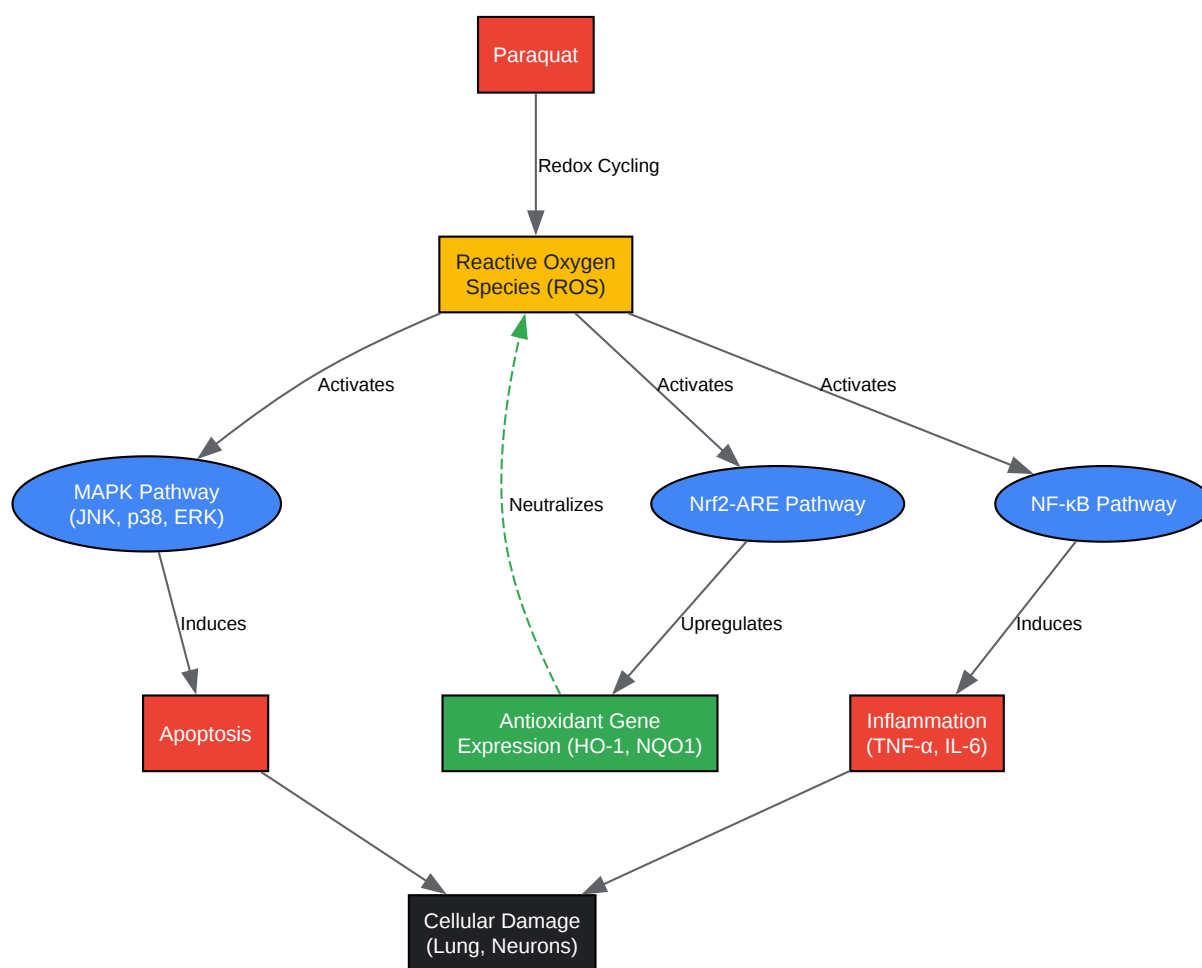 Paraquat
Redox Cycling
Reactive Oxygen
Species (ROS)
Activates
Activates
Activates
MAPK Pathway
(JNK, p38, ERK)
Neutralizes
Nrf2-ARE Pathway
NF-κB Pathway
Induces
Upregulates
Induces
Apoptosis
Antioxidant Gene
Expression (HO-1, NQO1)
Inflammation
(TNF-α, IL-6)
Cellular Damage
(Lung, Neurons)